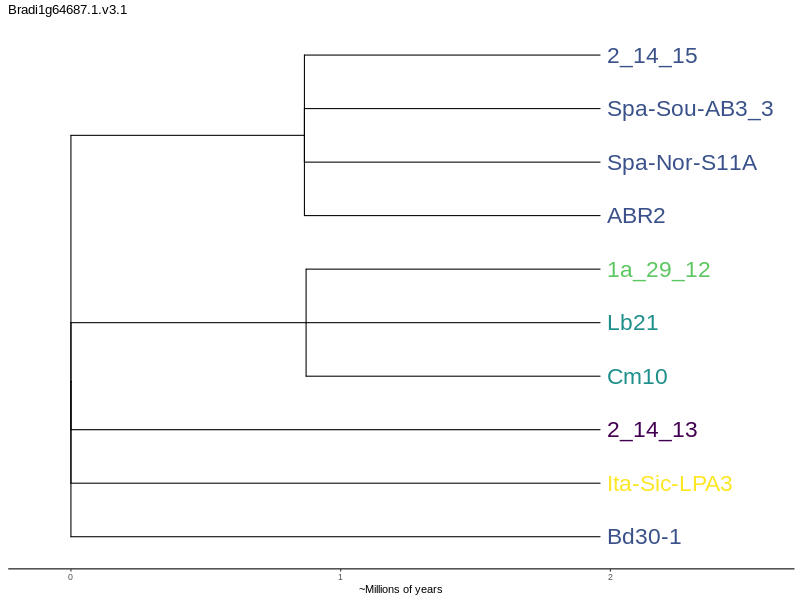 Bradi1g64687.1.v3.1
2_14_15
Spa-Sou-AB3_3
Spa-Nor-S11A
ABR2
1a_29_12
Lb21
Cm10
2_14_13
Ita-Sic-LPA3
Bd30-1
0 1 2
~Millions of years